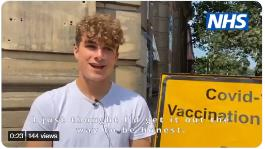 NHS
Covid-
Vaccination
I just thought I'd get it out the
way to be honest.
0:23
144 views